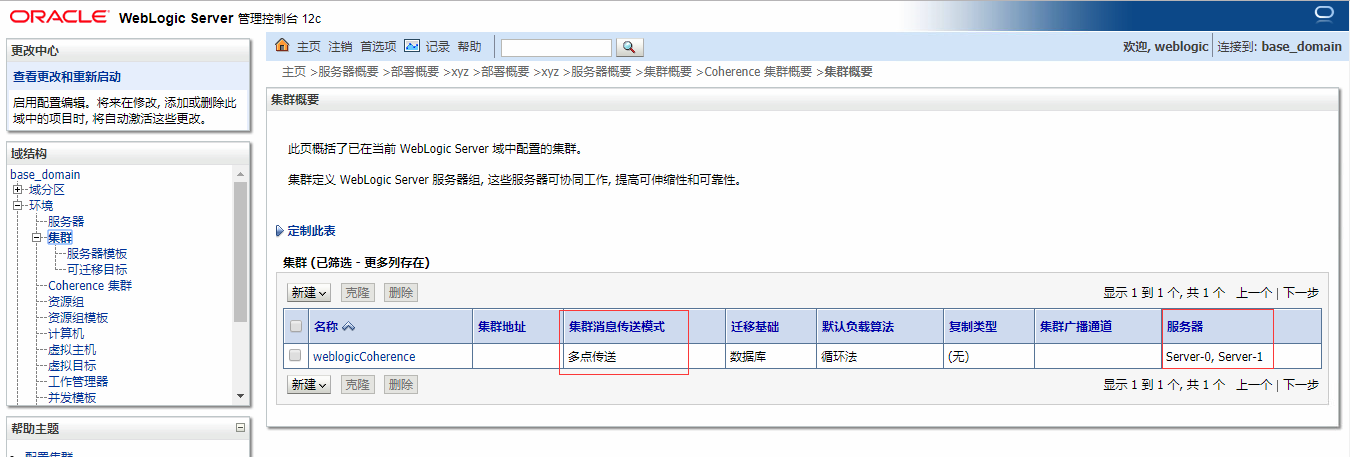 ORACLE WebLogic Server 管理控制台 12c
更改中心
查看更改和重新启动
启用配置编辑。将来在修改, 添加或删除此
域中的项目时, 将自动激活这些更改。
域结构
base_domain
域分区
环境
服务器
集群
服务器模板
可迁移目标
Coherence 集群
资源组
资源组模板
计算机
虚拟主机
虚拟目标
工作管理器
并发模板
帮助主题
配置集群
主页 注销 首选项 记录 帮助
欢迎, weblogic 连接到: base_domain
主页 >服务器概要 >部署概要 >xyz >部署概要 >xyz >服务器概要 >集群概要 >Coherence 集群概要 >集群概要
集群概要
此页概括了已在当前 WebLogic Server 域中配置的集群。
集群定义 WebLogic Server 服务器组, 这些服务器可协同工作, 提高可伸缩性和可靠性。
定制此表
集群 (已筛选 - 更多列存在)
新建 克隆 删除 显示 1 到 1 个, 共 1 个 上一个 | 下一步
名称 集群地址 集群消息传送模式 迁移基础 默认负载算法 复制类型 集群广播通道 服务器
weblogicCoherence 多点传送 数据库 循环法 (无) Server-0, Server-1
新建 克隆 删除 显示 1 到 1 个, 共 1 个 上一个 | 下一步